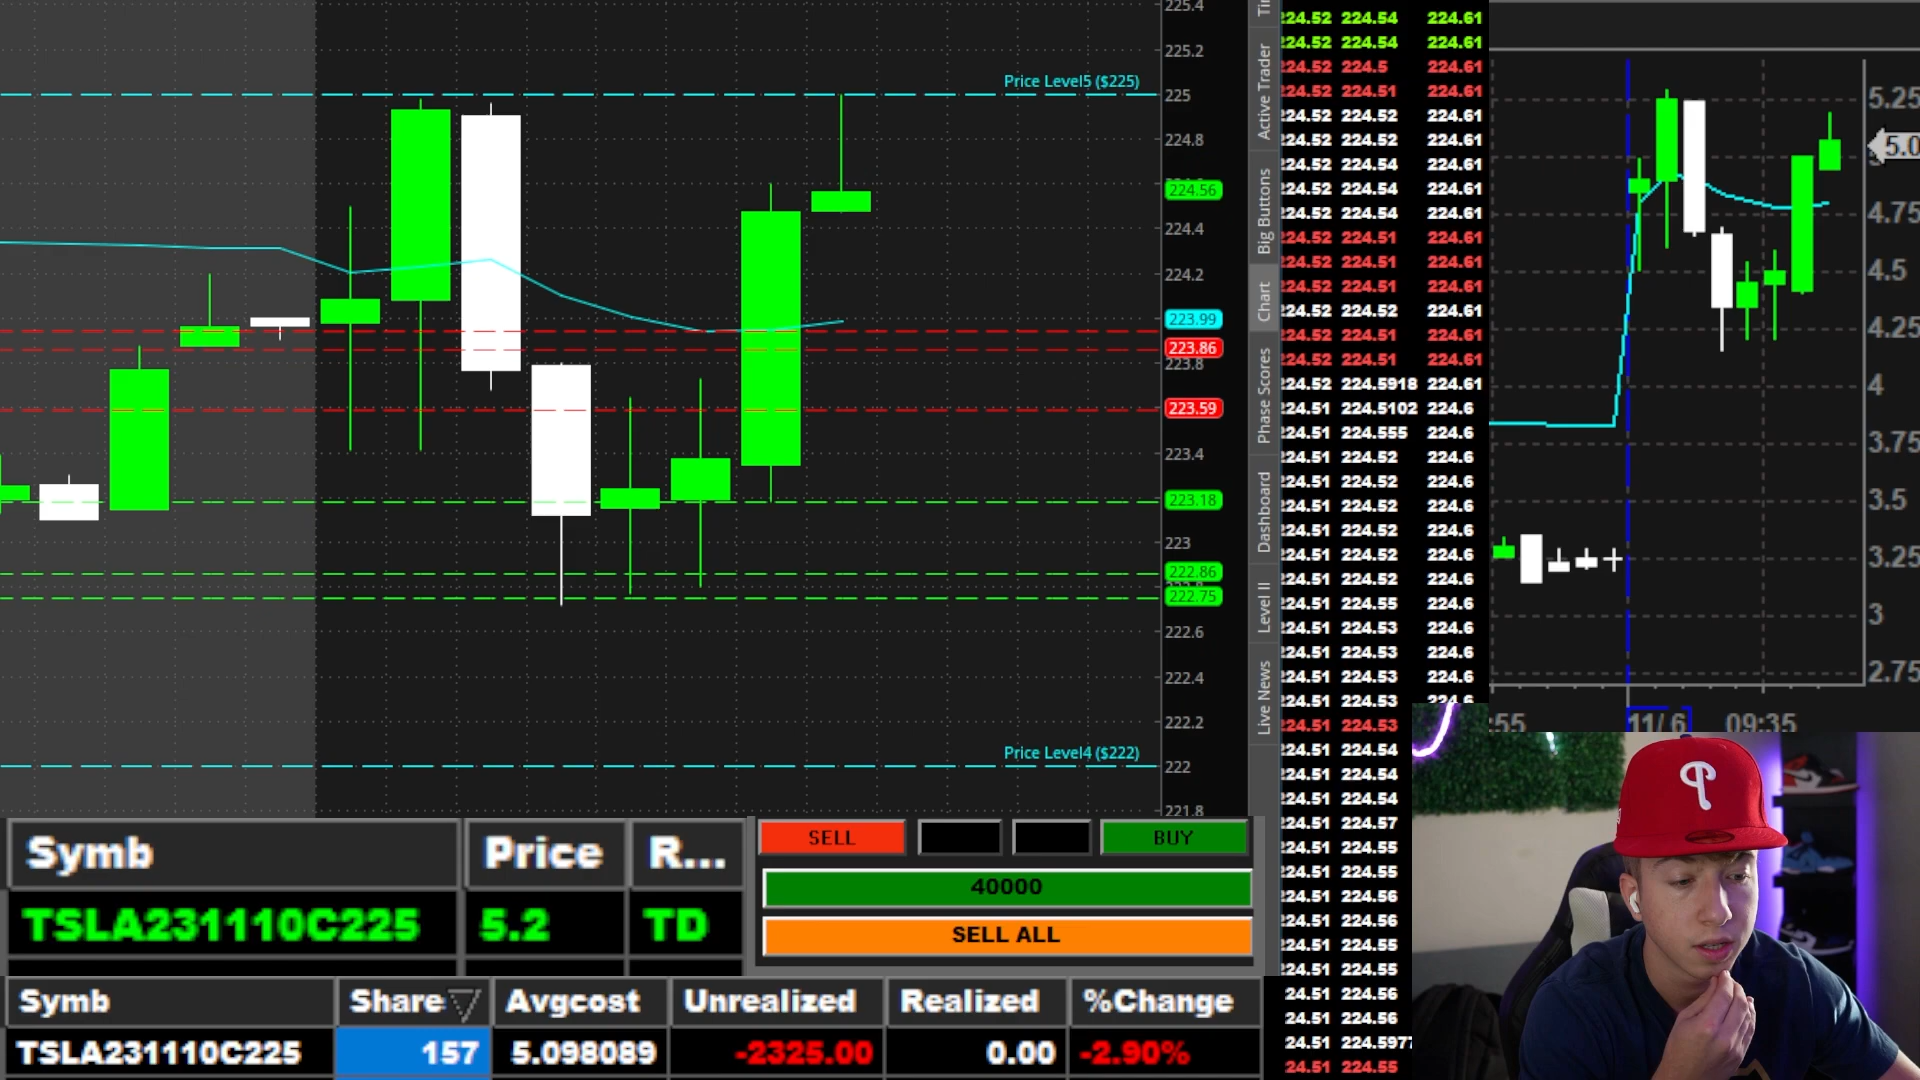 225.4
225.2
Price Level5 ($225)
225
224.8
224.56
224.4
224.2
223.99
223.86
223.8
223.59
223.4
223.18
223
222.86
222.75
222.6
222.4
222.2
Price Level4 ($222)
222
221.8
Active Trader
Big Buttons
Chart
Phase Scores
Dashboard
Level II
Live News
224.52 224.54 224.61
224.52 224.54 224.61
224.52 224.5 224.61
224.52 224.51 224.61
224.52 224.52 224.61
224.52 224.52 224.61
224.52 224.54 224.61
224.52 224.54 224.61
224.52 224.54 224.61
224.52 224.51 224.61
224.52 224.51 224.61
224.52 224.51 224.61
224.52 224.52 224.61
224.52 224.51 224.61
224.52 224.51 224.61
224.52 224.5918 224.61
224.51 224.5102 224.6
224.51 224.555 224.6
224.51 224.52 224.6
224.51 224.52 224.6
224.51 224.52 224.6
224.51 224.52 224.6
224.51 224.52 224.6
224.51 224.52 224.6
224.51 224.55 224.6
224.51 224.53 224.6
224.51 224.53 224.6
224.51 224.53 224.6
224.51 224.53 224.6
224.51 224.53
224.51 224.54
224.51 224.54
224.51 224.54
224.51 224.57
224.51 224.55
224.51 224.55
224.51 224.56
224.51 224.56
224.51 224.55
224.51 224.55
24.51 224.56
24.51 224.56
24.51 224.597
24.51 224.55
5.25
5.0
4.75
4.5
4.25
4
3.75
3.5
3.25
3
2.75
:55 11/6 09:35
Symb Price R...
TSLA231110C225 5.2 TD
SELL BUY
40000
SELL ALL
Symb Share Avgcost Unrealized Realized %Change
TSLA231110C225 157 5.098089 -2325.00 0.00 -2.90%
P